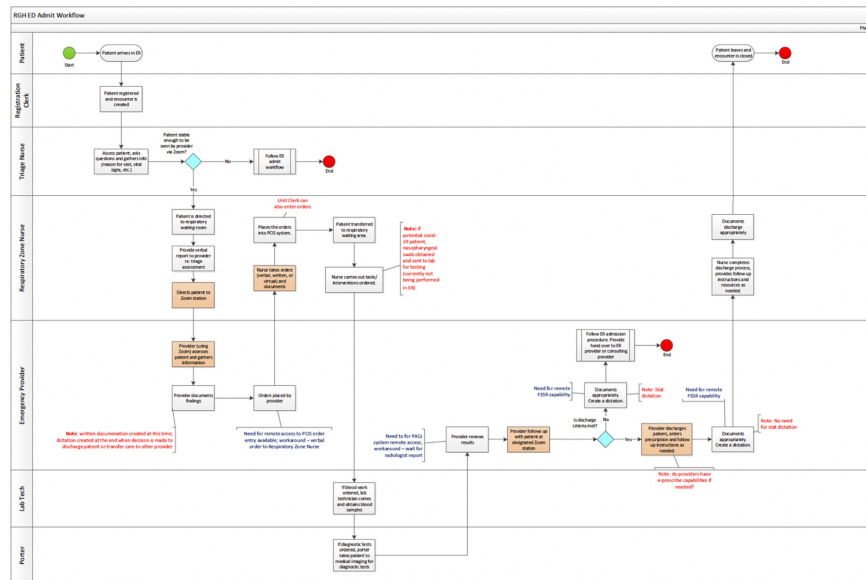 RGH ED Admit Workflow
Patient
Start
Patient arrives in ER
Patient leaves and
encounter is closed
End
Registration
Clerk
Patient registered
and encounter is
created
Triage Nurse
Assess patient; asks
questions and gathers info
(reason for visit, vital
signs, etc.)
Patient stable
enough to be
seen by provider
via Zoom?
No
Yes
Follow ER
admit
workflow
End
Respiratory Zone Nurse
Patient is directed
to respiratory
waiting room
Provide verbal
report to provider
re: triage
assessment
Directs patient to
Zoom station
Unit Clerk can
also enter orders
Places the orders
into POS system.
Nurse takes orders
(verbal, written, or
virtual) and
documents
Patient transferred
to respiratory
waiting area.
Nurse carries out tasks/
interventions ordered.
Note: if
potential covid-
19 patient,
nasopharyngeal
swab obtained
and sent to lab
for testing
(currently not
being performed
in ER)
Documents
discharge
appropriately.
Nurse completes
discharge process,
provides follow up
instructions and
resources as
needed.
Emergency Provider
Provider (using
Zoom) assesses
patient and gathers
information
Provider documents
findings
Orders placed by
provider
Note: written documenation created at this time;
dictation created at the end when decision is made to
discharge patient or transfer care to other provider
Need for remote access to POS order
entry available; workaround – verbal
order to Respiratory Zone Nurse
Need to for PACs
system remote access;
workaround – wait for
radiologist report
Provider reviews
results
Provider follows up
with patient at
designated Zoom
station
Is discharge
criteria met?
No
Yes
Follow ER admission
procedure. Provide
hand over to ER
provider or consulting
provider
End
Need for remote
FESR capability
Documents
appropriately.
Create a dictation.
Note: Stat
dictation
Provider discharges
patient, orders
prescription and follow
up instructions as
needed.
Note: do providers have
e-prescribe capabilities if
needed?
Need for remote
FESR capability
Documents
appropriately.
Create a dictation.
Note: No need
for stat dictation
Lab Tech
If blood work
ordered, lab
technician comes
and obtains blood
samples
Porter
If diagnostic tests
ordered, porter
takes patient to
medical imaging for
diagnostic tests